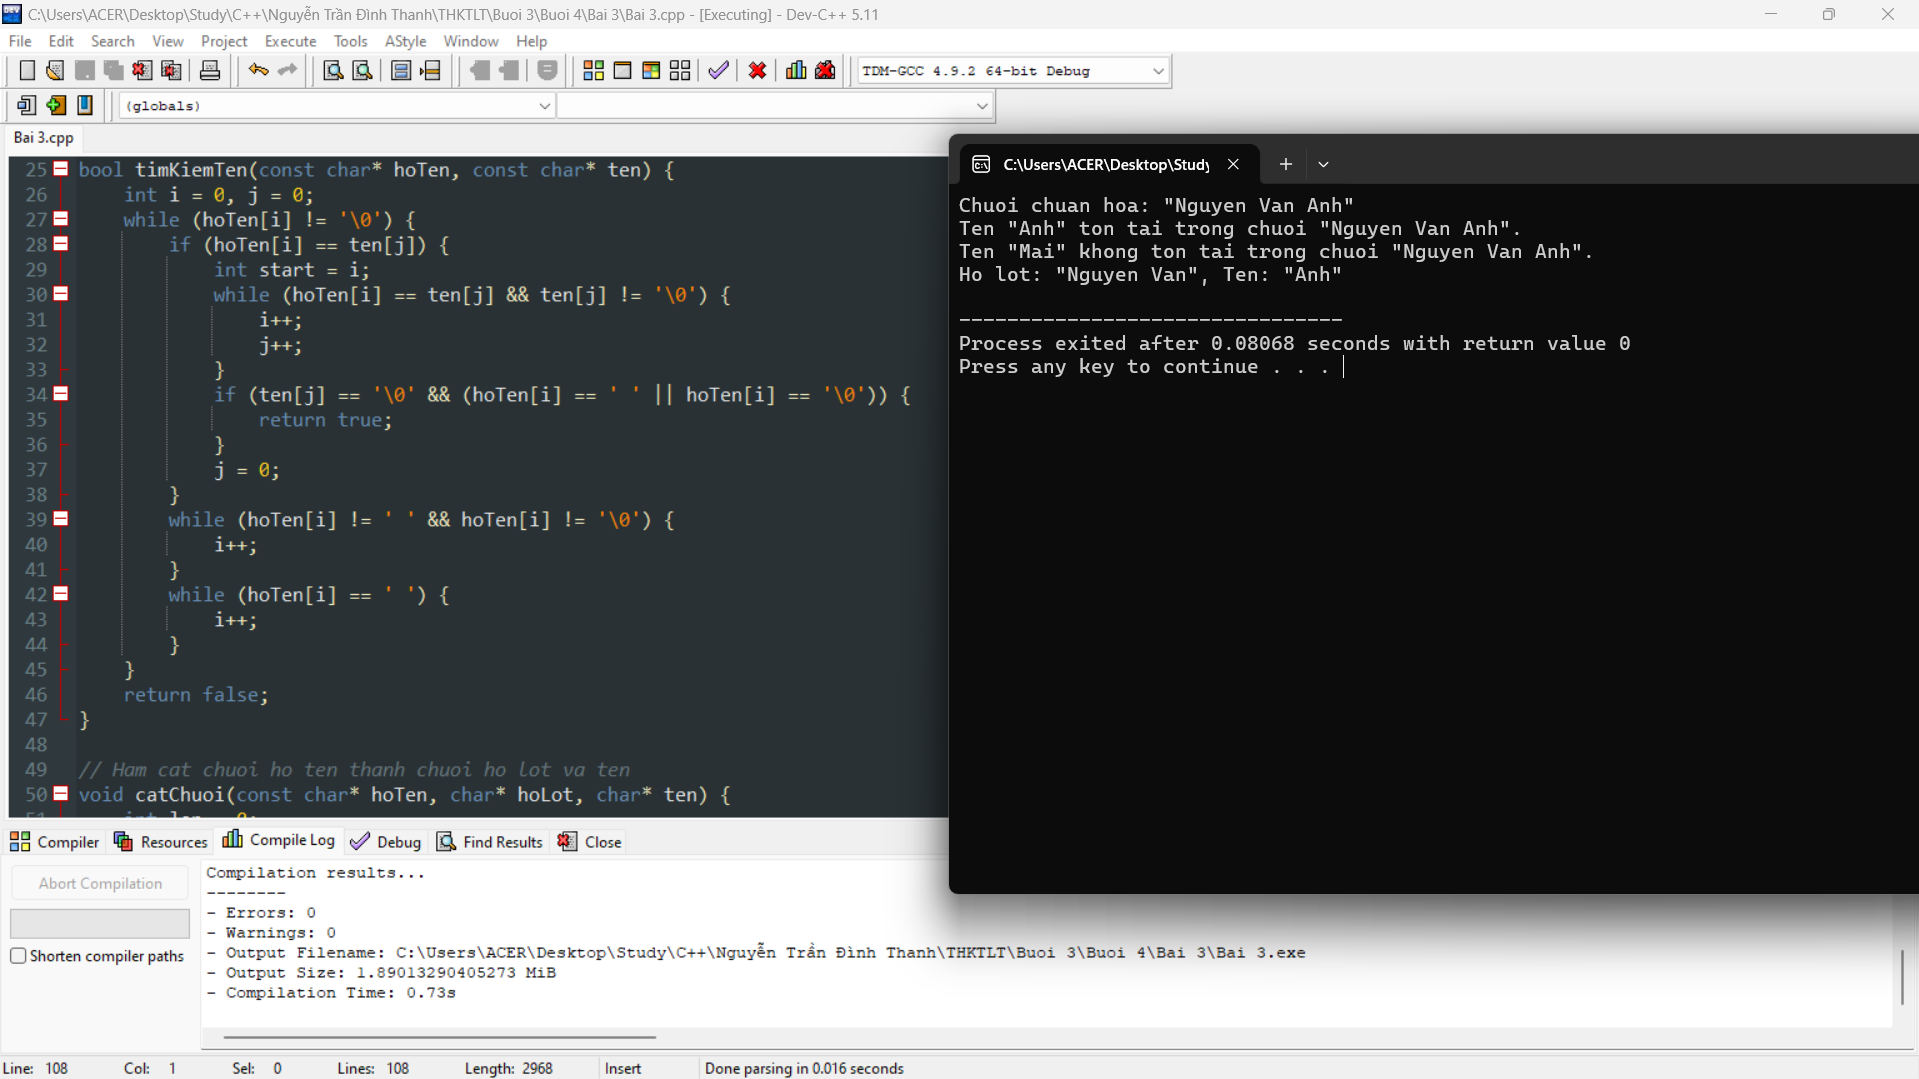 C:\Users\ACER\Desktop\Study\C++\Nguyễn Trần Đình Thanh\THKTLT\Buoi 3\Buoi 4\Bai 3\Bai 3.cpp - [Executing] - Dev-C++ 5.11
File Edit Search View Project Execute Tools AStyle Window Help
TDM-GCC 4.9.2 64-bit Debug
(globals)
Bai 3.cpp
25 bool timKiemTen(const char* hoTen, const char* ten) {
26 int i = 0, j = 0;
27 while (hoTen[i] != '\0') {
28 if (hoTen[i] == ten[j]) {
29 int start = i;
30 while (hoTen[i] == ten[j] && ten[j] != '\0') {
31 i++;
32 j++;
33 }
34 if (ten[j] == '\0' && (hoTen[i] == ' ' || hoTen[i] == '\0')) {
35 return true;
36 }
37 j = 0;
38 }
39 while (hoTen[i] != ' ' && hoTen[i] != '\0') {
40 i++;
41 }
42 while (hoTen[i] == ' ') {
43 i++;
44 }
45 }
46 return false;
47 }
48
49 // Ham cat chuoi ho ten thanh chuoi ho lot va ten
50 void catChuoi(const char* hoTen, char* hoLot, char* ten) {
C:\Users\ACER\Desktop\Study
Chuoi chuan hoa: "Nguyen Van Anh"
Ten "Anh" ton tai trong chuoi "Nguyen Van Anh".
Ten "Mai" khong ton tai trong chuoi "Nguyen Van Anh".
Ho lot: "Nguyen Van", Ten: "Anh"
--------------------------------
Process exited after 0.08068 seconds with return value 0
Press any key to continue . . .
Compiler Resources Compile Log Debug Find Results Close
Abort Compilation
Shorten compiler paths
Compilation results...
--------
- Errors: 0
- Warnings: 0
- Output Filename: C:\Users\ACER\Desktop\Study\C++\Nguyễn Trần Đình Thanh\THKTLT\Buoi 3\Buoi 4\Bai 3\Bai 3.exe
- Output Size: 1.89013290405273 MiB
- Compilation Time: 0.73s
Line: 108 Col: 1 Sel: 0 Lines: 108 Length: 2968 Insert Done parsing in 0.016 seconds